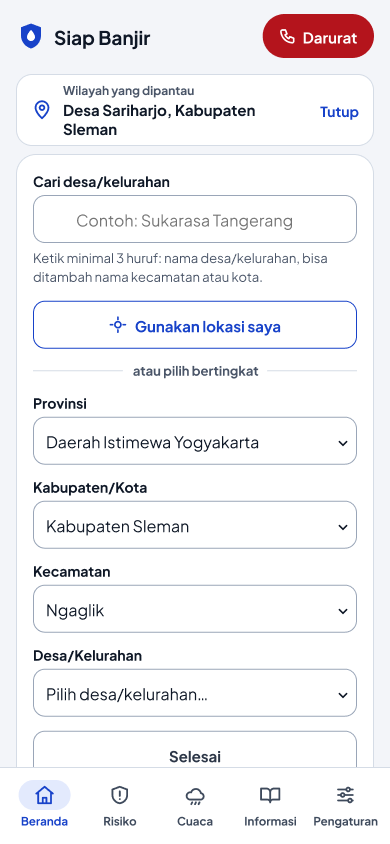 Siap Banjir
Darurat
Wilayah yang dipantau
Desa Sariharjo, Kabupaten
Sleman
Tutup
Cari desa/kelurahan
Contoh: Sukarasa Tangerang
Ketik minimal 3 huruf: nama desa/kelurahan, bisa
ditambah nama kecamatan atau kota.
Gunakan lokasi saya
atau pilih bertingkat
Provinsi
Daerah Istimewa Yogyakarta
Kabupaten/Kota
Kabupaten Sleman
Kecamatan
Ngaglik
Desa/Kelurahan
Pilih desa/kelurahan...
Selesai
Beranda
Risiko
Cuaca
Informasi
Pengaturan